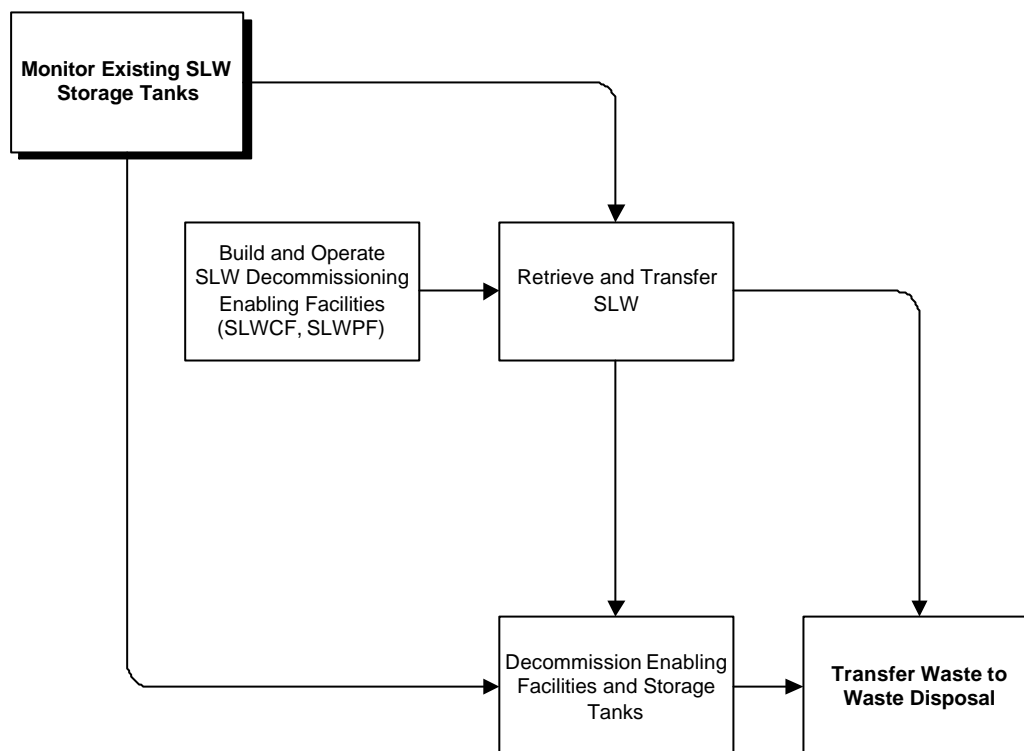 Monitor Existing SLW
Storage Tanks
Build and Operate
SLW Decommissioning
Enabling Facilities
(SLWCF, SLWPF)
Retrieve and Transfer
SLW
Decommission Enabling
Facilities and Storage
Tanks
Transfer Waste to
Waste Disposal